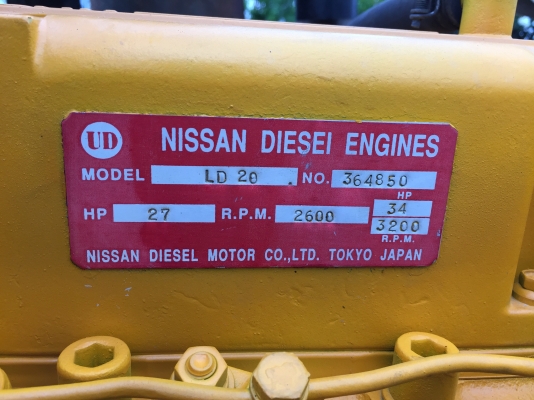 UD NISSAN DIESEI ENGINES
MODEL LD 20 NO. 364850
HP 27 R.P.M. 2600 HP 34
3200 R.P.M.
NISSAN DIESEL MOTOR CO.,LTD. TOKYO JAPAN